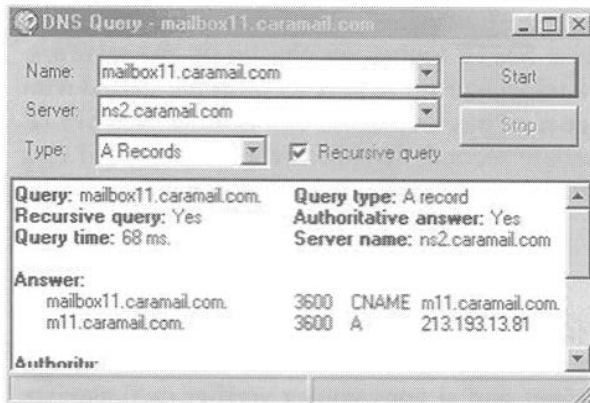 DNS Query - mailbox11.caramail.com
Name: mailbox11.caramail.com Start
Server: ns2.caramail.com Stop
Type: A Records Recursive query
Query: mailbox11.caramail.com. Query type: A record
Recursive query: Yes Authoritative answer: Yes
Query time: 68 ms. Server name: ns2.caramail.com
Answer:
mailbox11.caramail.com. 3600 CNAME m11.caramail.com.
m11.caramail.com. 3600 A 213.193.13.81
Authority: